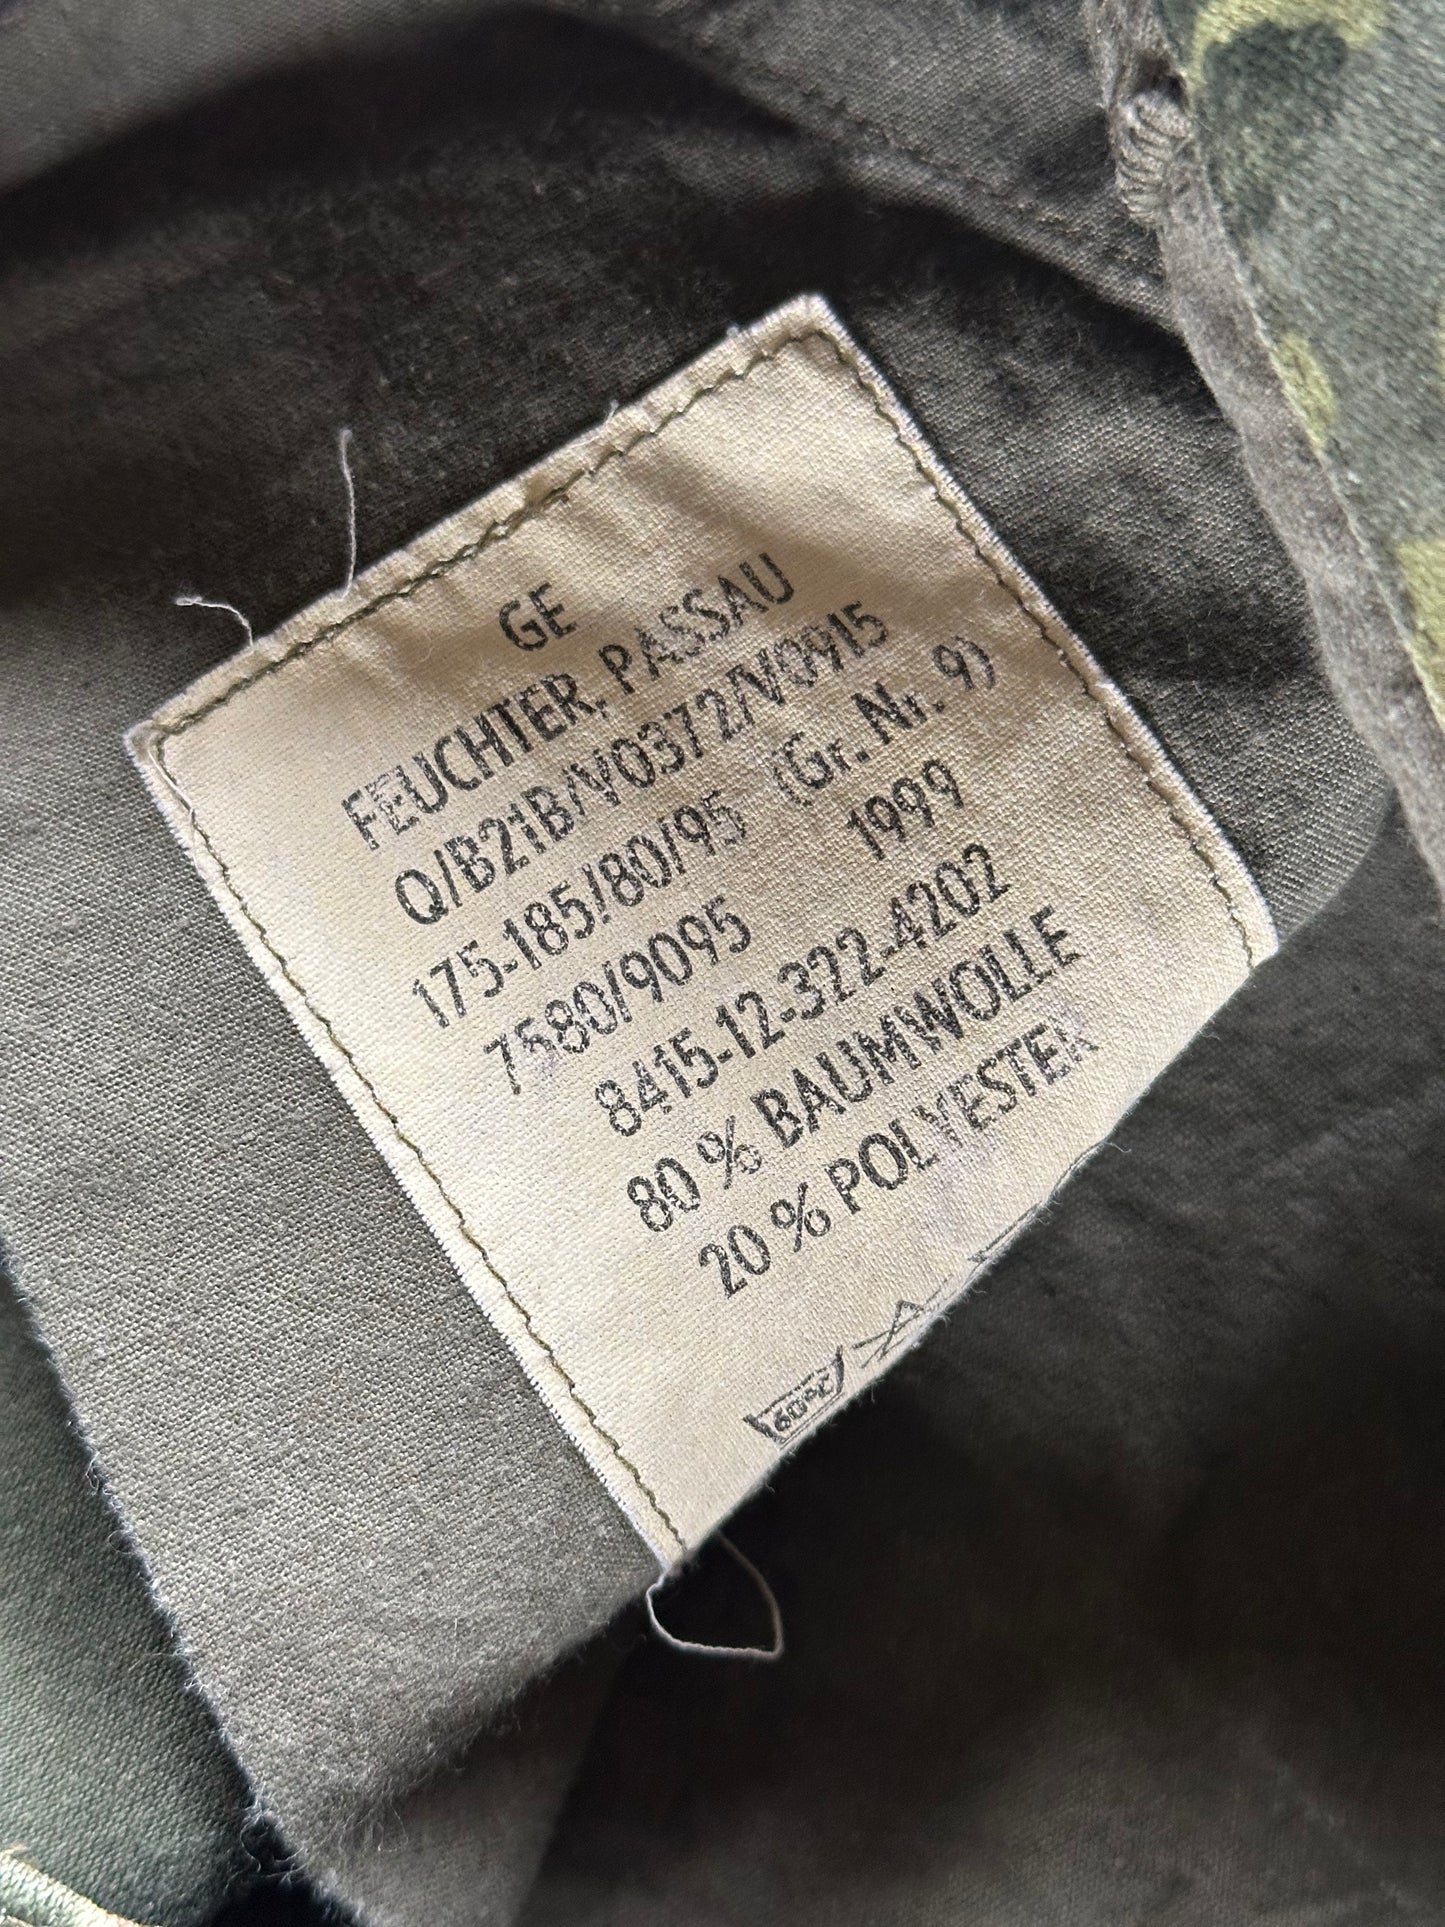 GE
FEUCHTER, PASSAU
Q/B21B/V0372/V0915
175-185/80/95 (Gr. Nr. 9)
7580/9095 1999
8415-12-322-4202
80 % BAUMWOLLE
20 % POLYESTER
60°C